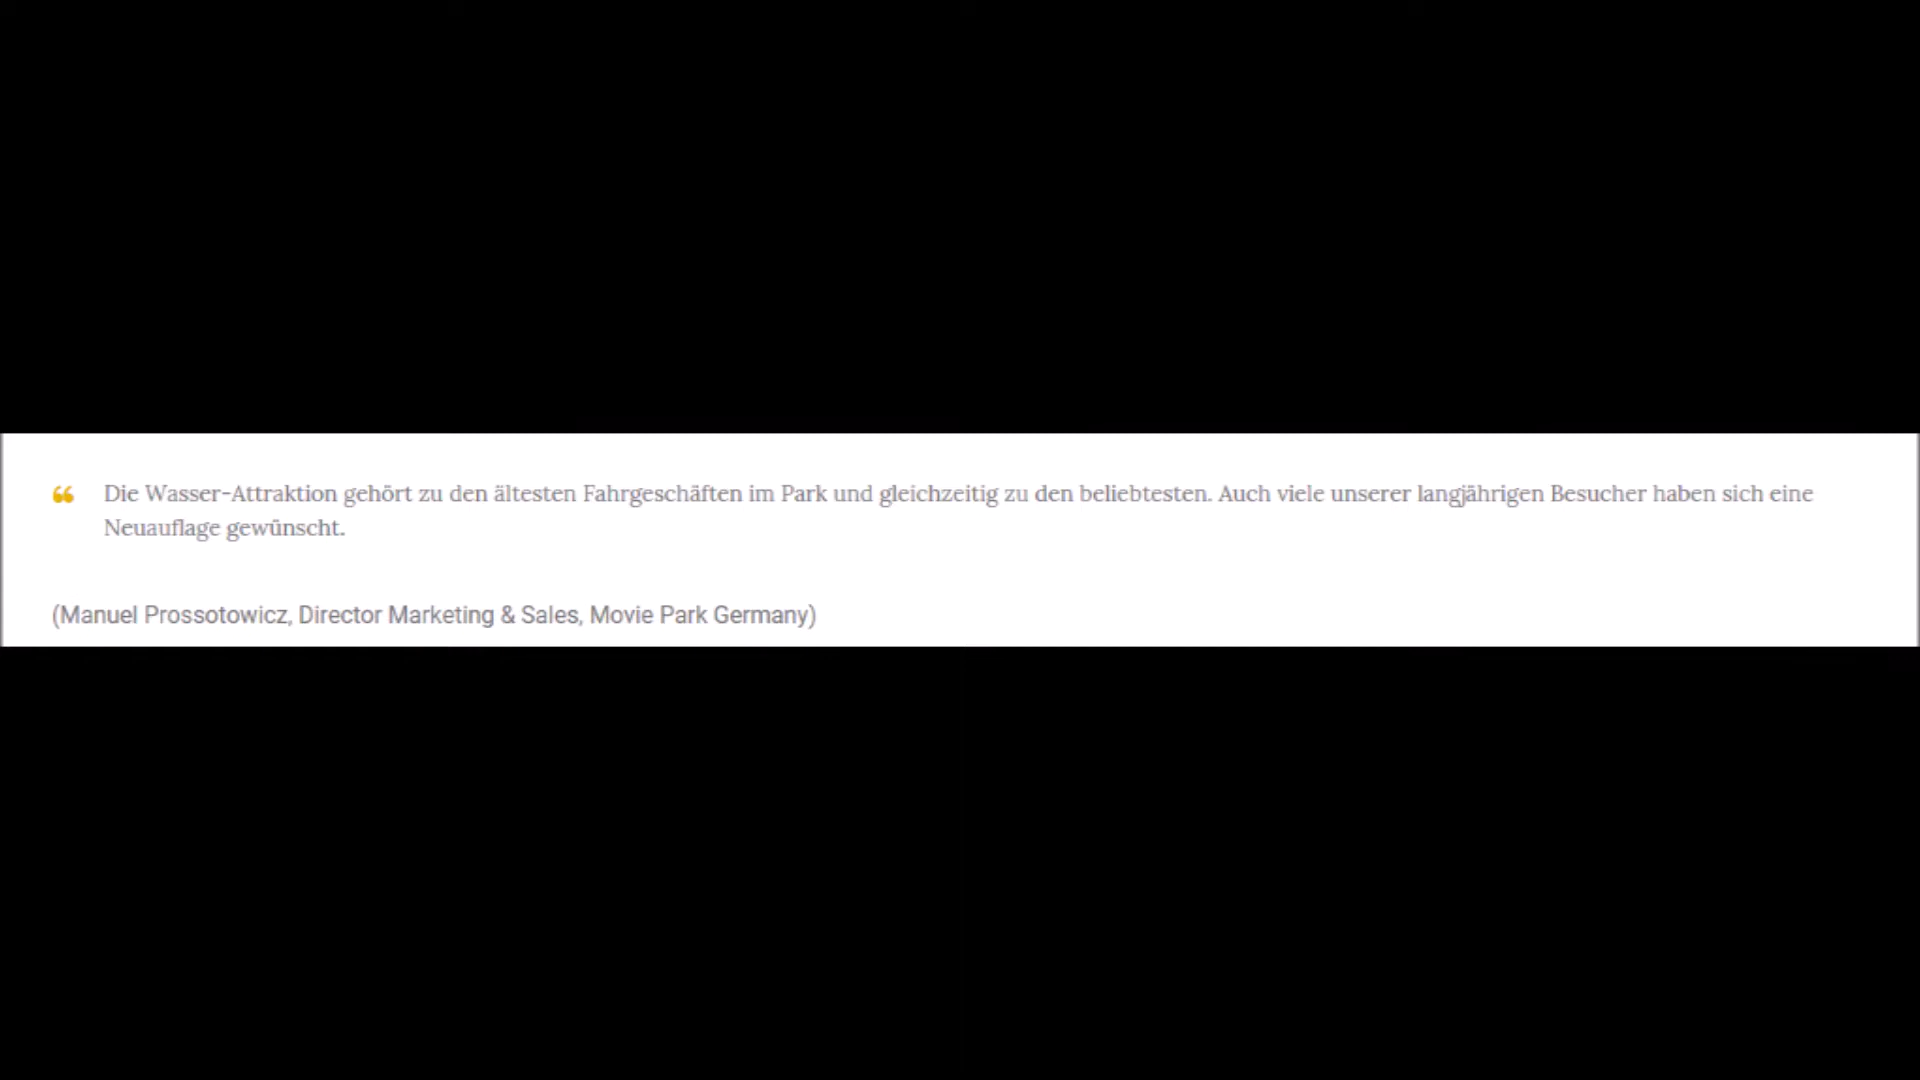 “ Die Wasser-Attraktion gehört zu den ältesten Fahrgeschäften im Park und gleichzeitig zu den beliebtesten. Auch viele unserer langjährigen Besucher haben sich eine
Neuauflage gewünscht.
(Manuel Prossotowicz, Director Marketing & Sales, Movie Park Germany)